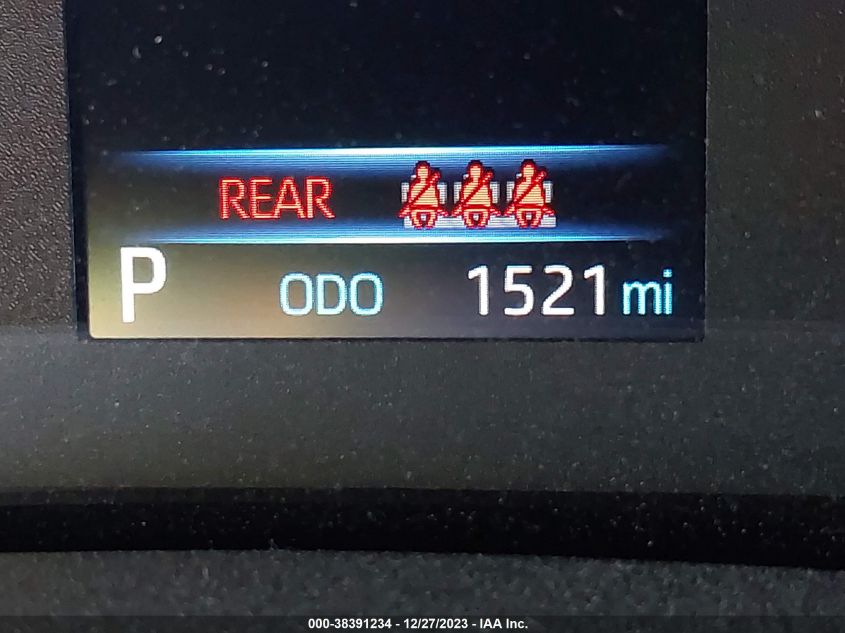 REAR
P ODO 1521 mi
000-38391234 - 12/27/2023 - IAA Inc.